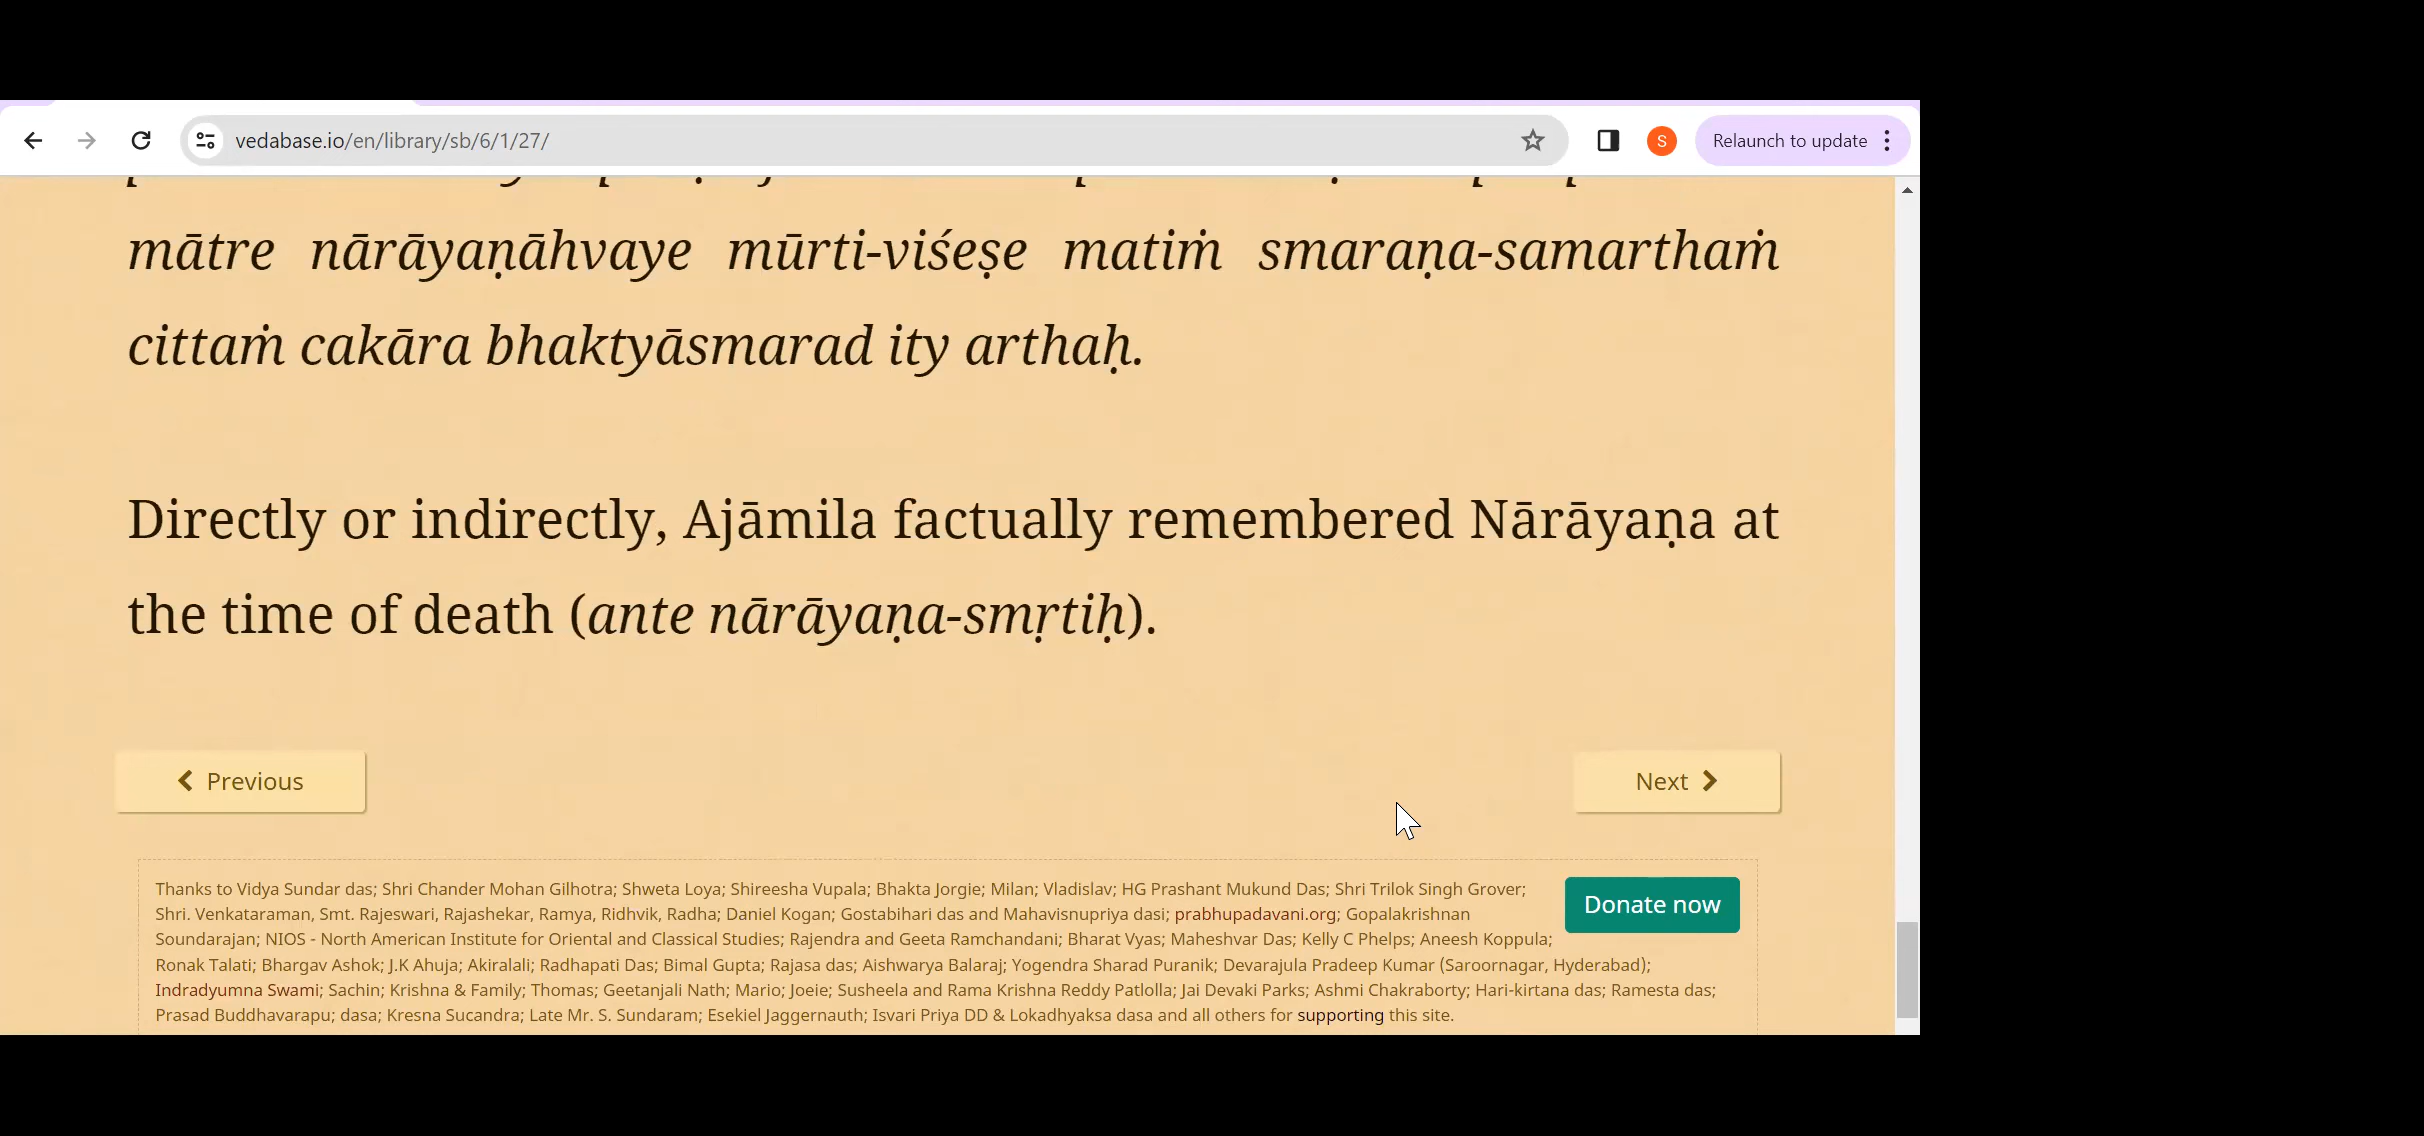 vedabase.io/en/library/sb/6/1/27/
S
Relaunch to update
mātre nārāyaṇāhvaye mūrti-viśeṣe matiṁ smaraṇa-samarthaṁ
cittaṁ cakāra bhaktyāsmarad ity arthaḥ.
Directly or indirectly, Ajāmila factually remembered Nārāyaṇa at
the time of death (ante nārāyaṇa-smṛtiḥ).
Previous
Next
Thanks to Vidya Sundar das; Shri Chander Mohan Gilhotra; Shweta Loya; Shireesha Vupala; Bhakta Jorgie; Milan; Vladislav; HG Prashant Mukund Das; Shri Trilok Singh Grover;
Shri. Venkataraman, Smt. Rajeswari, Rajashekar, Ramya, Ridhvik, Radha; Daniel Kogan; Gostabihari das and Mahavisnupriya dasi; prabhupadavani.org; Gopalakrishnan
Soundarajan; NIOS - North American Institute for Oriental and Classical Studies; Rajendra and Geeta Ramchandani; Bharat Vyas; Maheshvar Das; Kelly C Phelps; Aneesh Koppula;
Ronak Talati; Bhargav Ashok; J.K Ahuja; Akiralali; Radhapati Das; Bimal Gupta; Rajasa das; Aishwarya Balaraj; Yogendra Sharad Puranik; Devarajula Pradeep Kumar (Saroornagar, Hyderabad);
Indradyumna Swami; Sachin; Krishna & Family; Thomas; Geetanjali Nath; Mario; Joeie; Susheela and Rama Krishna Reddy Patlolla; Jai Devaki Parks; Ashmi Chakraborty; Hari-kirtana das; Ramesta das;
Prasad Buddhavarapu; dasa; Kresna Sucandra; Late Mr. S. Sundaram; Esekiel Jaggernauth; Isvari Priya DD & Lokadhyaksa dasa and all others for supporting this site.
Donate now